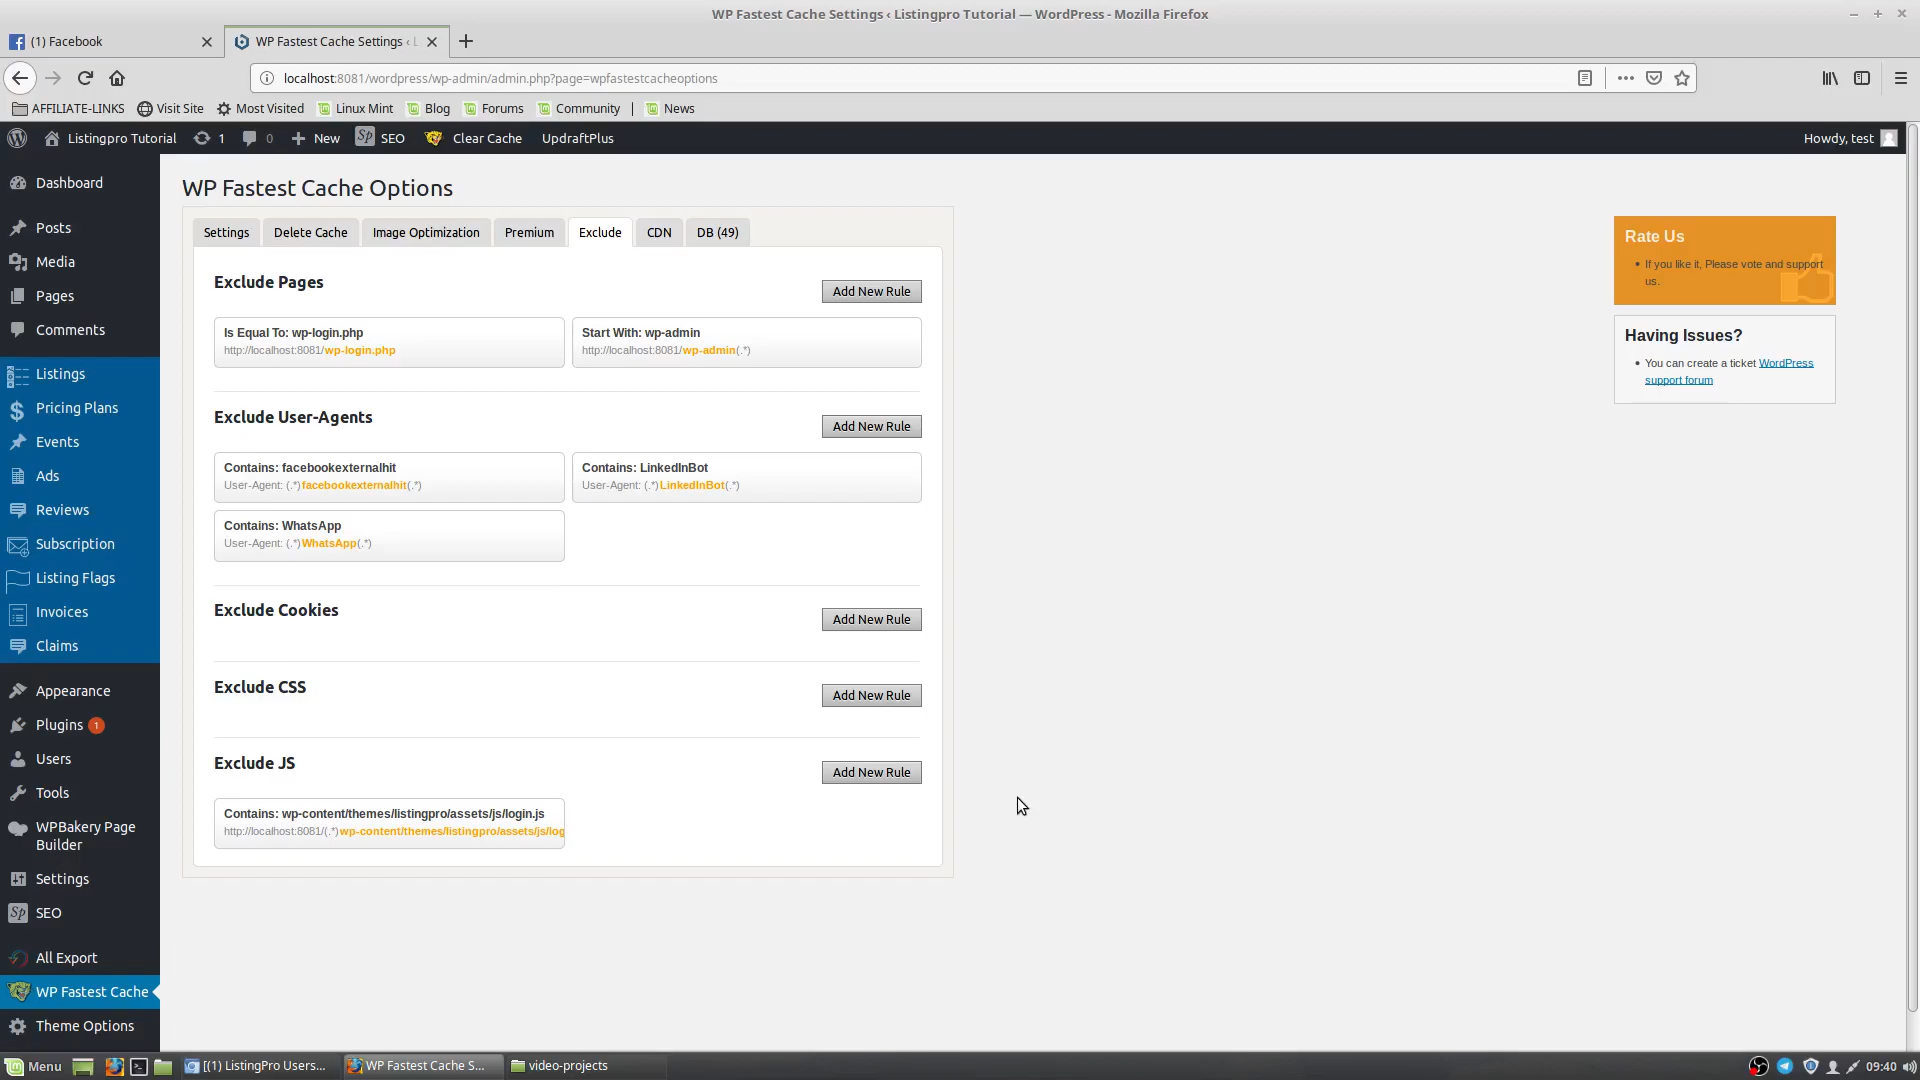 WP Fastest Cache Settings ‹ Listingpro Tutorial — WordPress - Mozilla Firefox
(1) Facebook
WP Fastest Cache Settings ‹ L
localhost:8081/wordpress/wp-admin/admin.php?page=wpfastestcacheoptions
AFFILIATE-LINKS Visit Site Most Visited Linux Mint Blog Forums Community | News
Listingpro Tutorial 1 0 New Sp SEO Clear Cache UpdraftPlus Howdy, test
Dashboard
Posts
Media
Pages
Comments
Listings
Pricing Plans
Events
Ads
Reviews
Subscription
Listing Flags
Invoices
Claims
Appearance
Plugins 1
Users
Tools
WPBakery Page
Builder
Settings
Sp SEO
All Export
WP Fastest Cache
Theme Options
WP Fastest Cache Options
Settings Delete Cache Image Optimization Premium Exclude CDN DB (49)
Exclude Pages
Add New Rule
Is Equal To: wp-login.php
http://localhost:8081/wp-login.php
Start With: wp-admin
http://localhost:8081/wp-admin(.*)
Exclude User-Agents
Add New Rule
Contains: facebookexternalhit
User-Agent: (.*)facebookexternalhit(.*)
Contains: LinkedInBot
User-Agent: (.*)LinkedInBot(.*)
Contains: WhatsApp
User-Agent: (.*)WhatsApp(.*)
Exclude Cookies
Add New Rule
Exclude CSS
Add New Rule
Exclude JS
Add New Rule
Contains: wp-content/themes/listingpro/assets/js/login.js
http://localhost:8081/(.*)wp-content/themes/listingpro/assets/js/log
Rate Us
• If you like it, Please vote and support
us.
Having Issues?
• You can create a ticket WordPress
support forum
Menu [(1) ListingPro Users... WP Fastest Cache S... video-projects 09:40